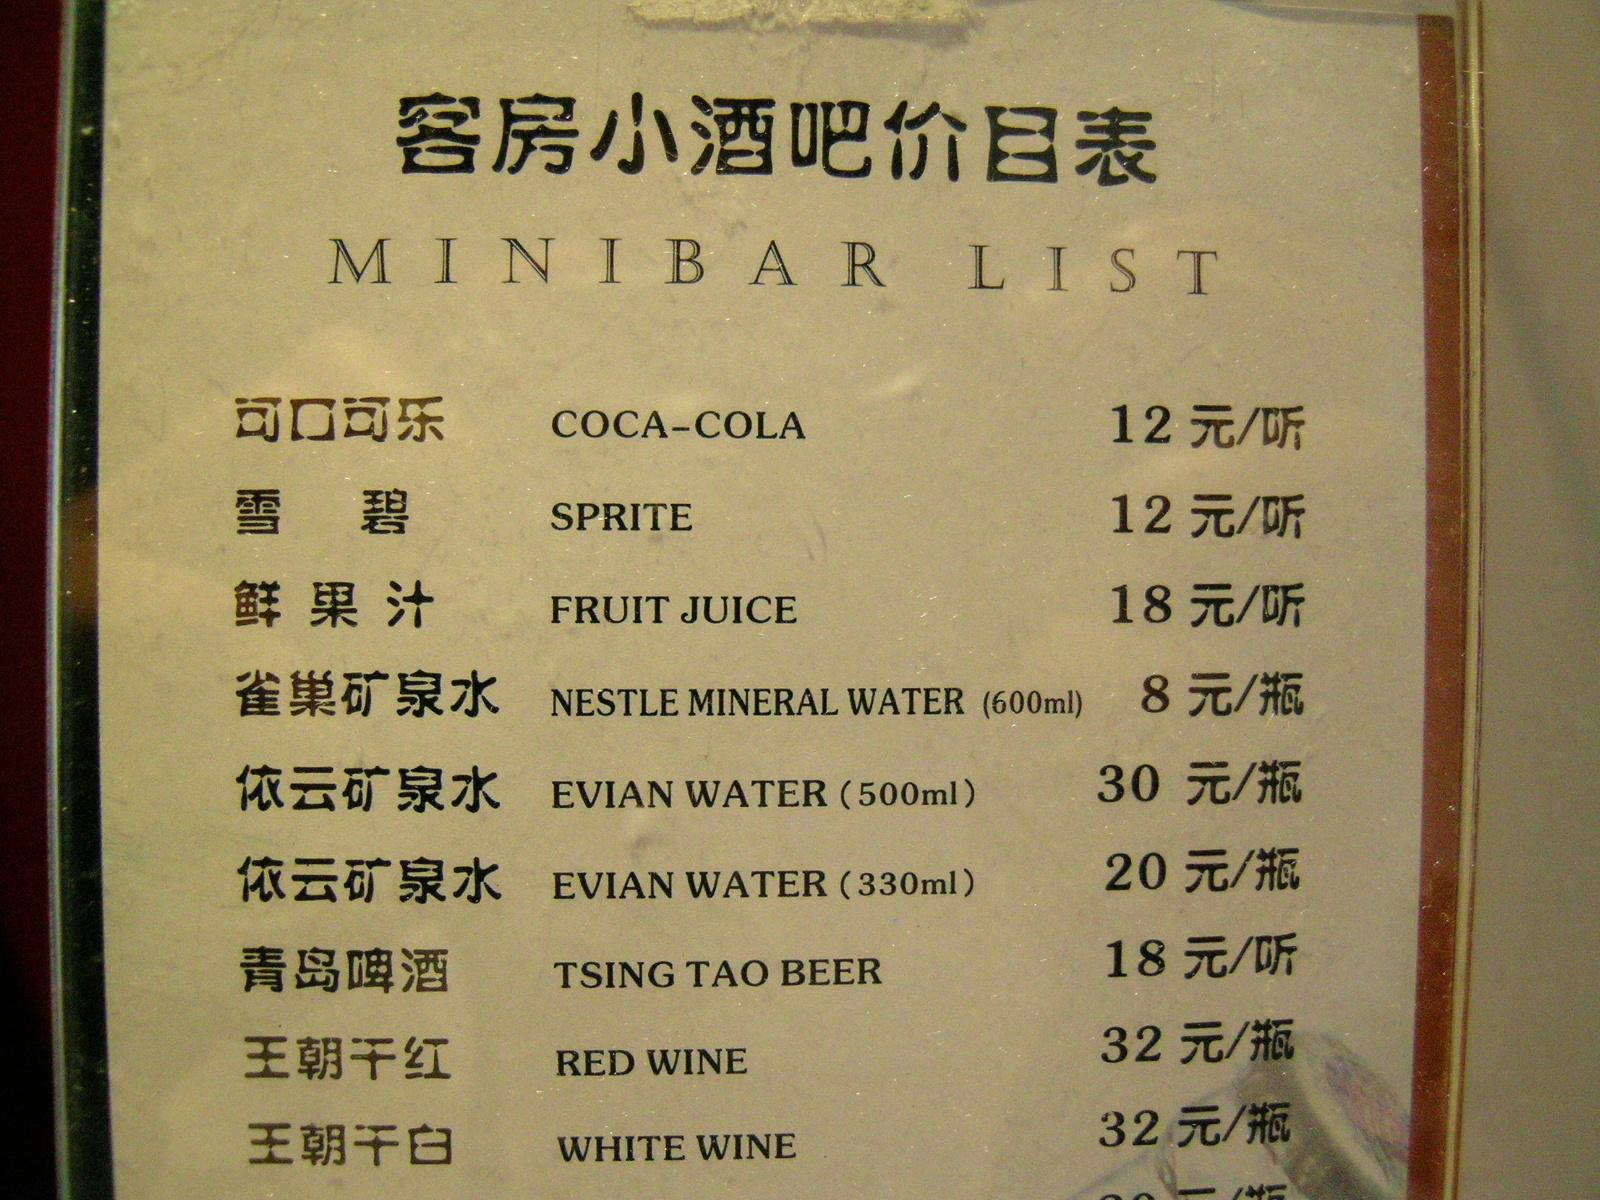 客房小酒吧价目表
MINIBAR LIST
可口可乐 COCA-COLA 12 元/听
雪碧 SPRITE 12 元/听
鲜果汁 FRUIT JUICE 18 元/听
雀巢矿泉水 NESTLE MINERAL WATER (600ml) 8 元/瓶
依云矿泉水 EVIAN WATER (500ml) 30 元/瓶
依云矿泉水 EVIAN WATER (330ml) 20 元/瓶
青岛啤酒 TSING TAO BEER 18 元/听
王朝干红 RED WINE 32 元/瓶
王朝干白 WHITE WINE 32 元/瓶